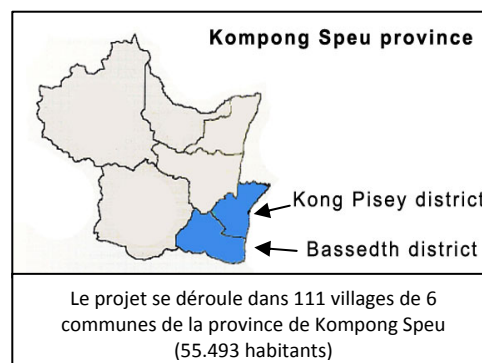 Kompong Speu province
Kong Pisey district
Bassedth district
Le projet se déroule dans 111 villages de 6
communes de la province de Kompong Speu
(55.493 habitants)